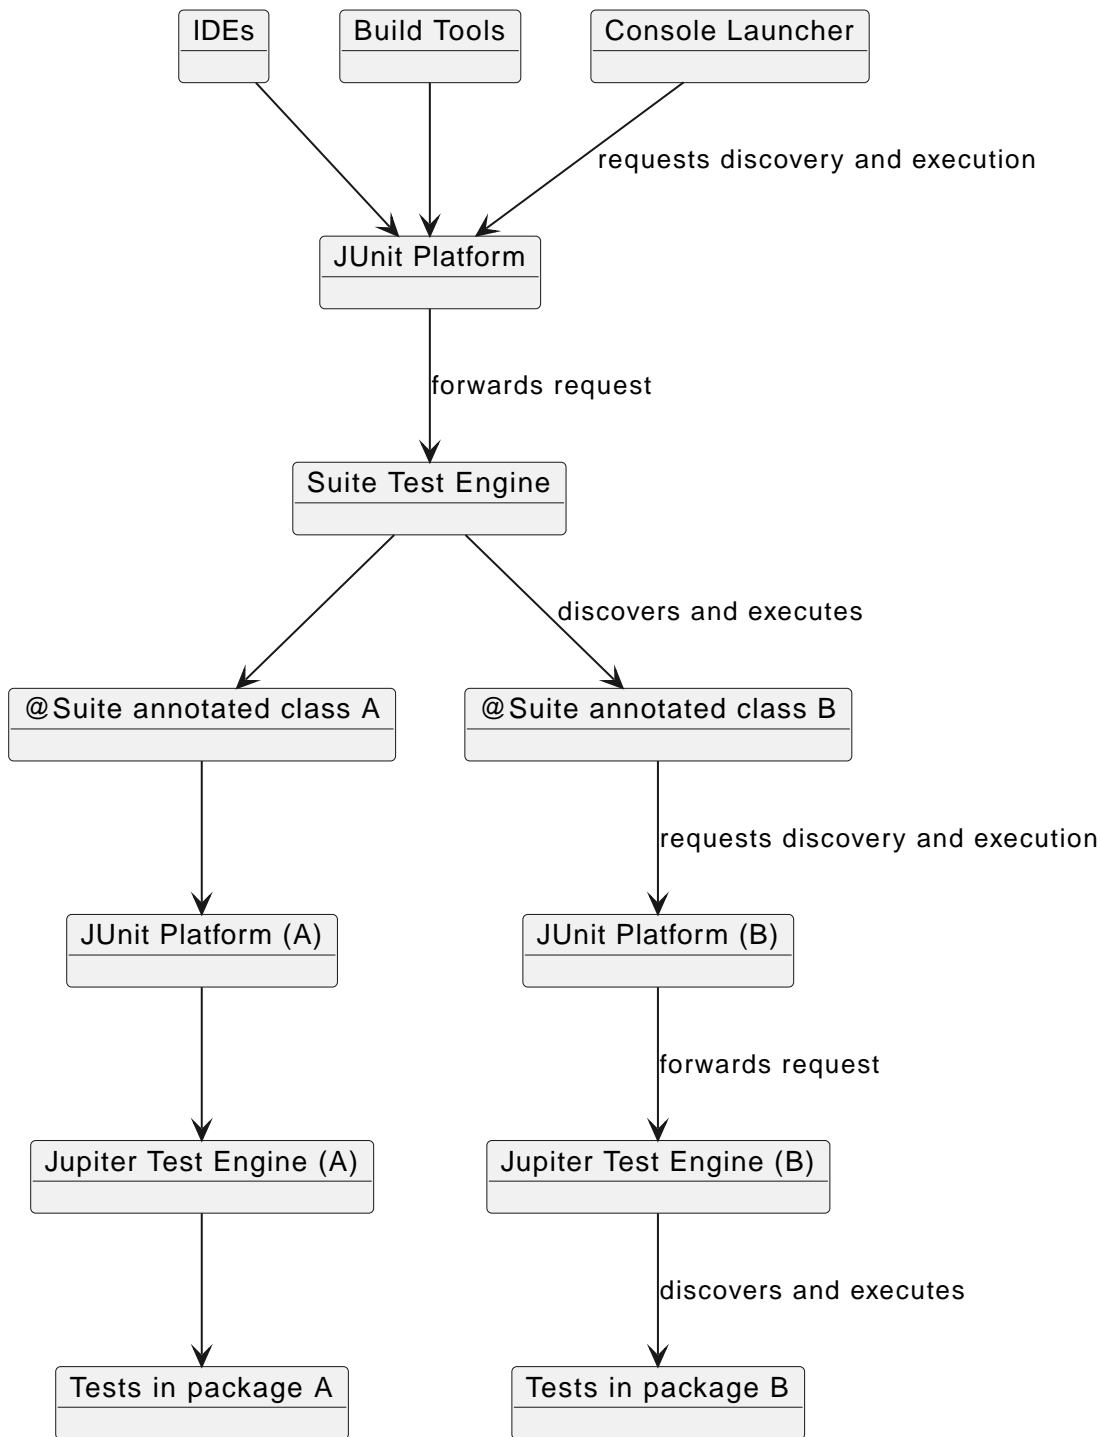 IDEs
Build Tools
Console Launcher
requests discovery and execution
JUnit Platform
forwards request
Suite Test Engine
discovers and executes
@Suite annotated class A
@Suite annotated class B
requests discovery and execution
JUnit Platform (A)
JUnit Platform (B)
forwards request
Jupiter Test Engine (A)
Jupiter Test Engine (B)
discovers and executes
Tests in package A
Tests in package B